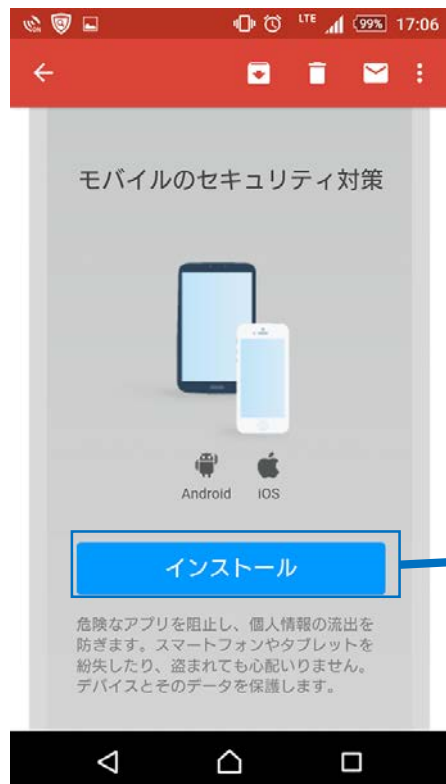 LTE 99% 17:06
モバイルのセキュリティ対策
Android iOS
インストール
危険なアプリを阻止し、個人情報の流出を
防ぎます。スマートフォンやタブレットを
紛失したり、盗まれても心配いりません。
デバイスとそのデータを保護します。